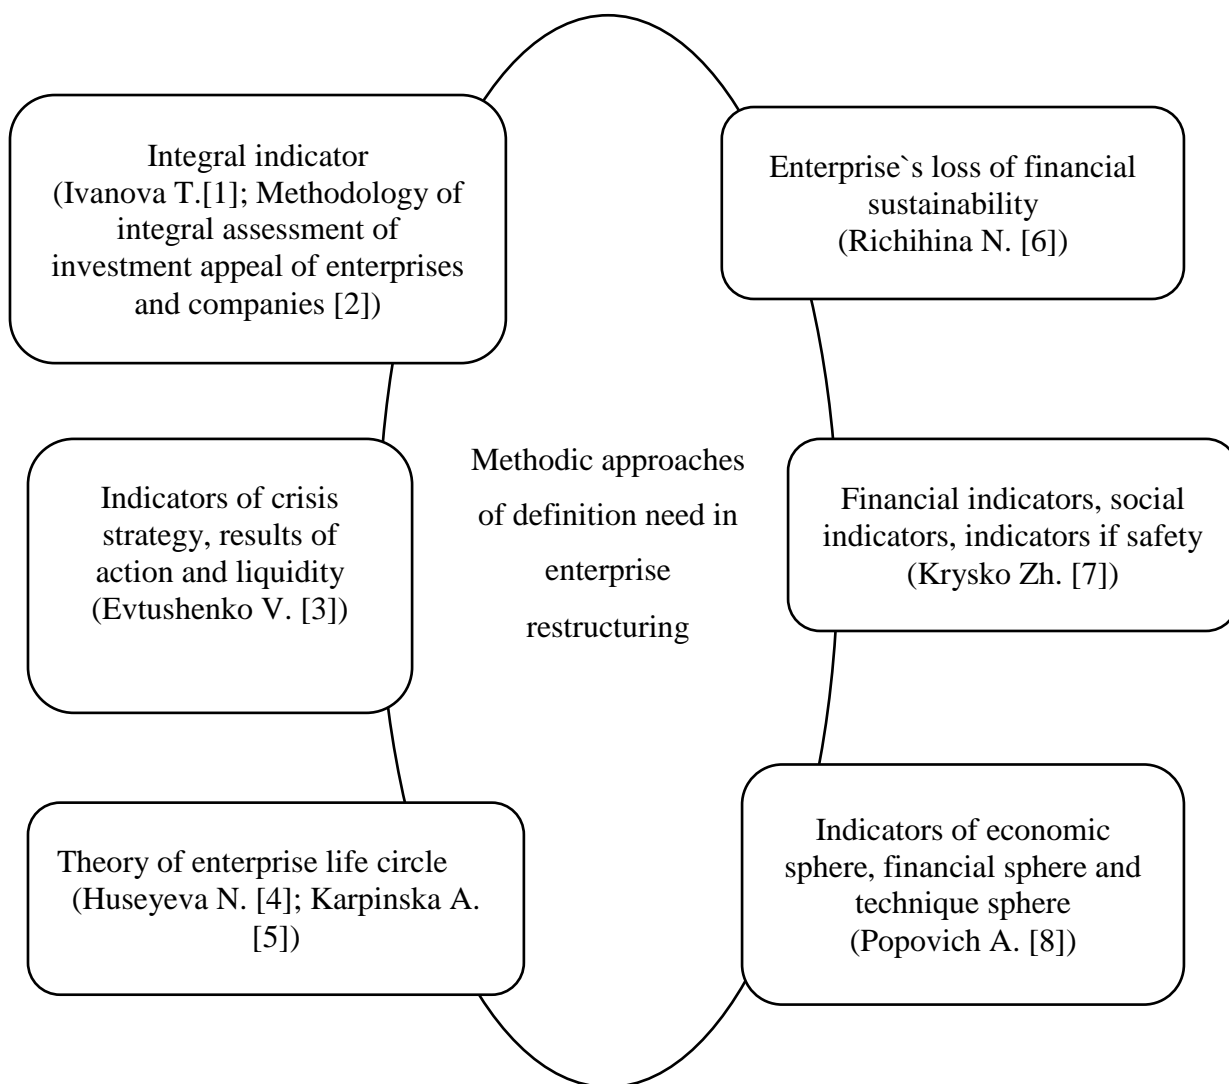 Integral indicator
(Ivanova T.[1]; Methodology of
integral assessment of
investment appeal of enterprises
and companies [2])
Enterprise`s loss of financial
sustainability
(Richihina N. [6])
Indicators of crisis
strategy, results of
action and liquidity
(Evtushenko V. [3])
Methodic approaches
of definition need in
enterprise
restructuring
Financial indicators, social
indicators, indicators if safety
(Krysko Zh. [7])
Theory of enterprise life circle
(Huseyeva N. [4]; Karpinska A.
[5])
Indicators of economic
sphere, financial sphere and
technique sphere
(Popovich A. [8])